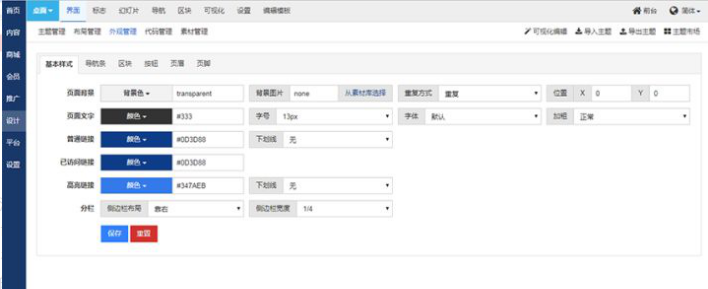 首页 桌面 界面 标志 幻灯片 导航 区块 可视化 设置 编辑模板 前台 简体
内容 主题管理 布局管理 外观管理 代码管理 素材管理 可视化编辑 导入主题 导出主题 主题市场
商城
会员
推广
设计
平台
设置
基本样式 导航条 区块 按钮 页眉 页脚
页面背景 背景色 transparent 背景图片 none 从素材库选择 重复方式 重复 位置 X 0 Y 0
页面文字 颜色 #333 字号 13px 字体 默认 加粗 正常
普通链接 颜色 #0D3D88 下划线 无
已访问链接 颜色 #0D3D88
高亮链接 颜色 #347AEB 下划线 无
分栏 侧边栏布局 靠右 侧边栏宽度 1/4
保存 重置